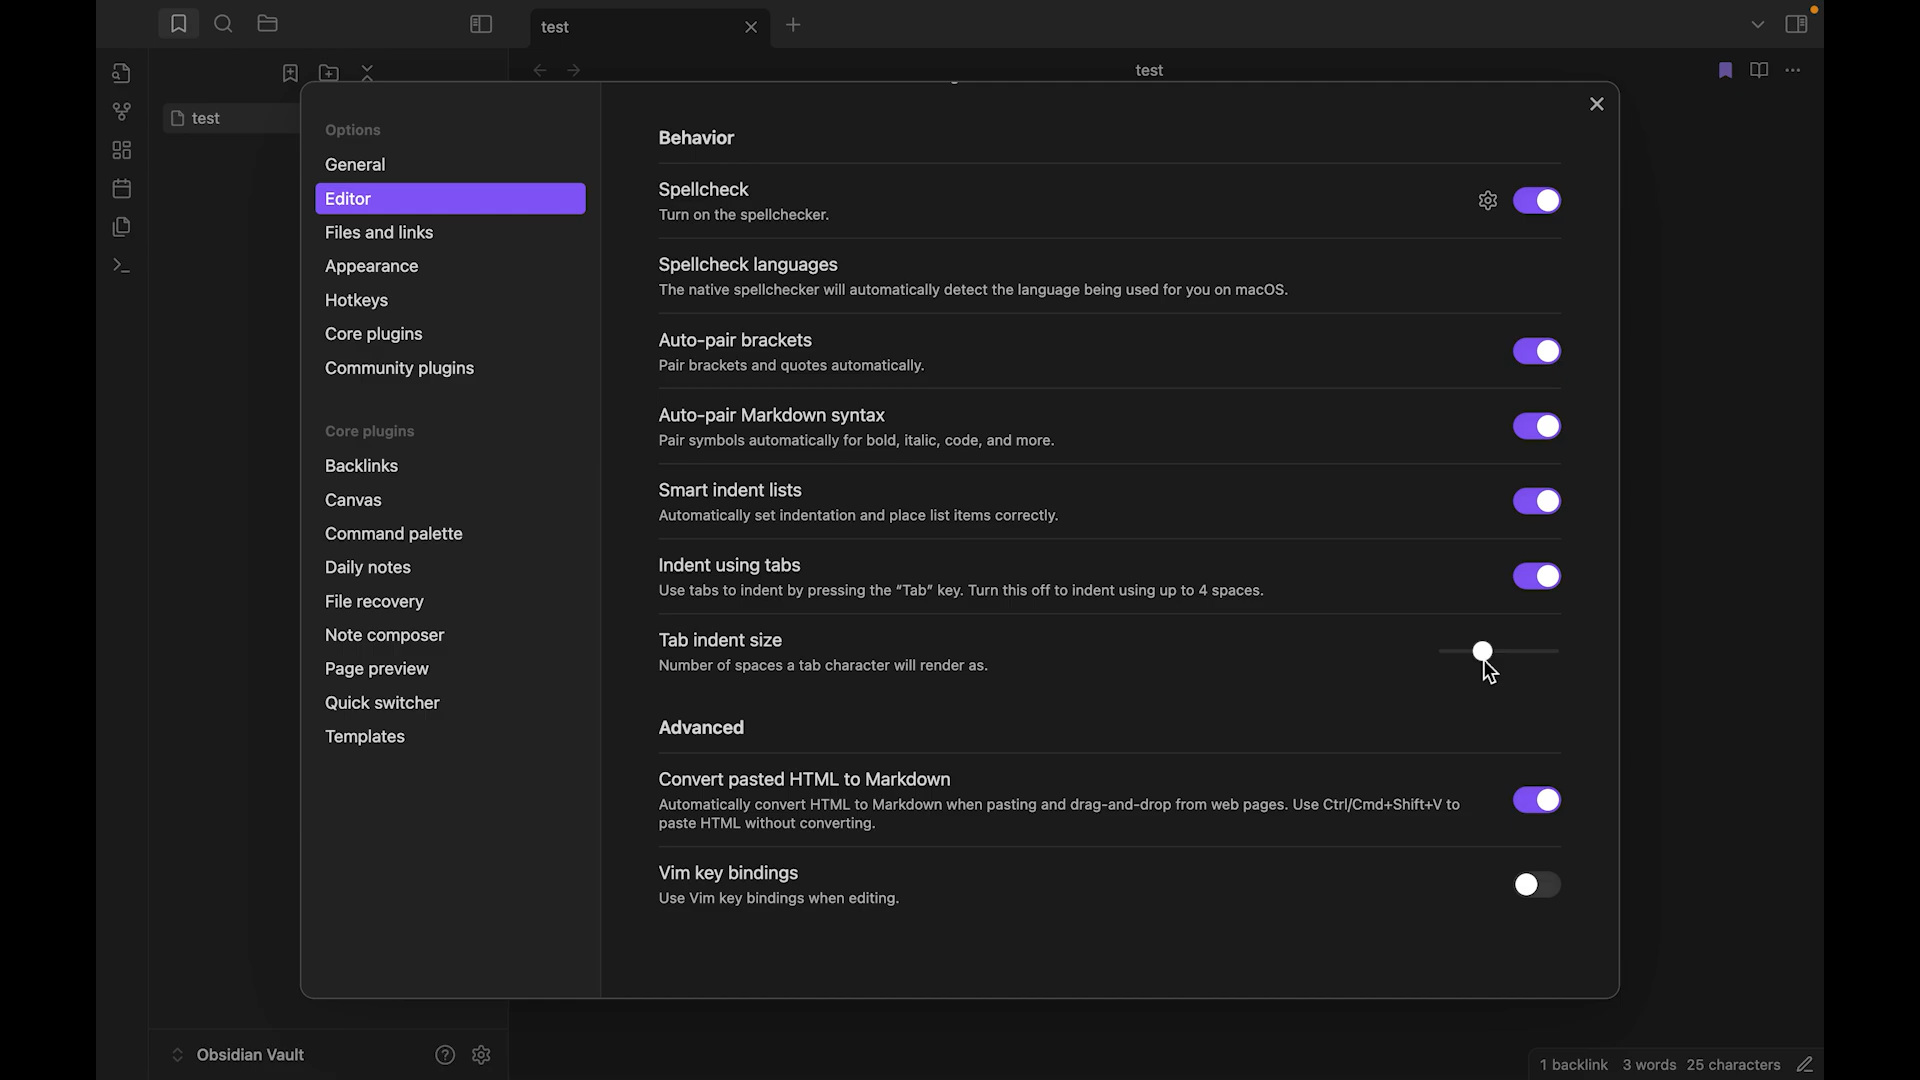 test
test
test
Options
General
Editor
Files and links
Appearance
Hotkeys
Core plugins
Community plugins
Core plugins
Backlinks
Canvas
Command palette
Daily notes
File recovery
Note composer
Page preview
Quick switcher
Templates
Behavior
Spellcheck
Turn on the spellchecker.
Spellcheck languages
The native spellchecker will automatically detect the language being used for you on macOS.
Auto-pair brackets
Pair brackets and quotes automatically.
Auto-pair Markdown syntax
Pair symbols automatically for bold, italic, code, and more.
Smart indent lists
Automatically set indentation and place list items correctly.
Indent using tabs
Use tabs to indent by pressing the “Tab” key. Turn this off to indent using up to 4 spaces.
Tab indent size
Number of spaces a tab character will render as.
Advanced
Convert pasted HTML to Markdown
Automatically convert HTML to Markdown when pasting and drag-and-drop from web pages. Use Ctrl/Cmd+Shift+V to
paste HTML without converting.
Vim key bindings
Use Vim key bindings when editing.
Obsidian Vault
1 backlink 3 words 25 characters